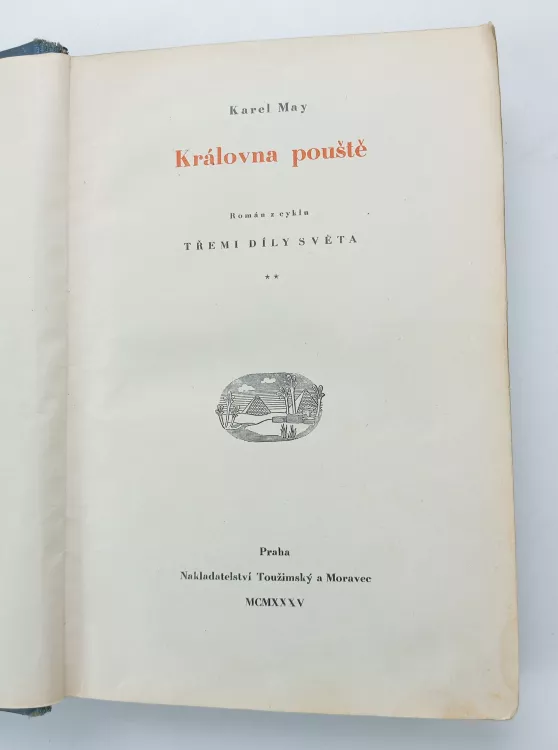 Karel May
Královna pouště
Román z cyklu
TŘEMI DÍLY SVĚTA
**
Praha
Nakladatelství Toužimský a Moravec
MCMXXXV